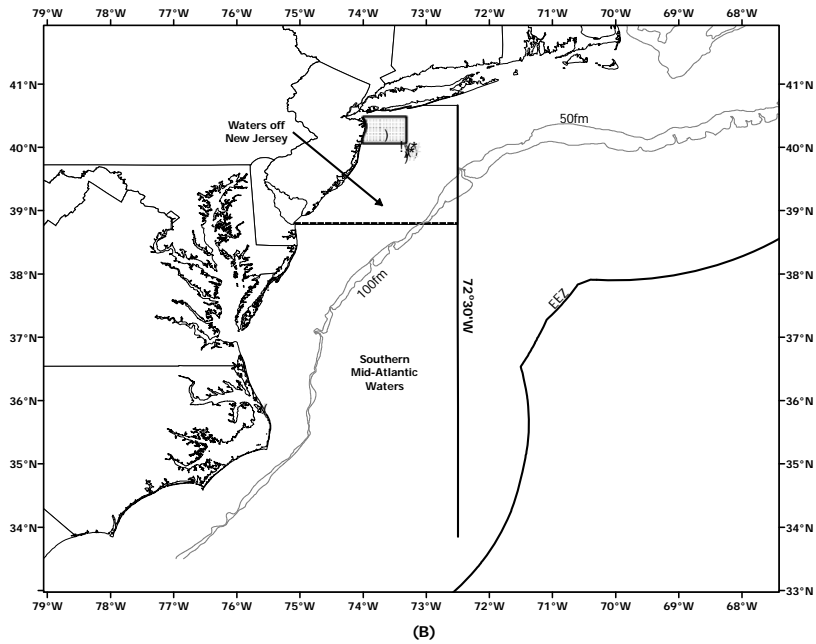 79°W 78°W 77°W 76°W 75°W 74°W 73°W 72°W 71°W 70°W 69°W 68°W
41°N 41°N
50fm
Waters off
New Jersey
40°N 40°N
39°N 39°N
38°N 38°N
100fm
72°30'W
EEZ
37°N 37°N
Southern
Mid-Atlantic
Waters
36°N 36°N
35°N 35°N
34°N 34°N
33°N
79°W 78°W 77°W 76°W 75°W 74°W 73°W 72°W 71°W 70°W 69°W 68°W
(B)